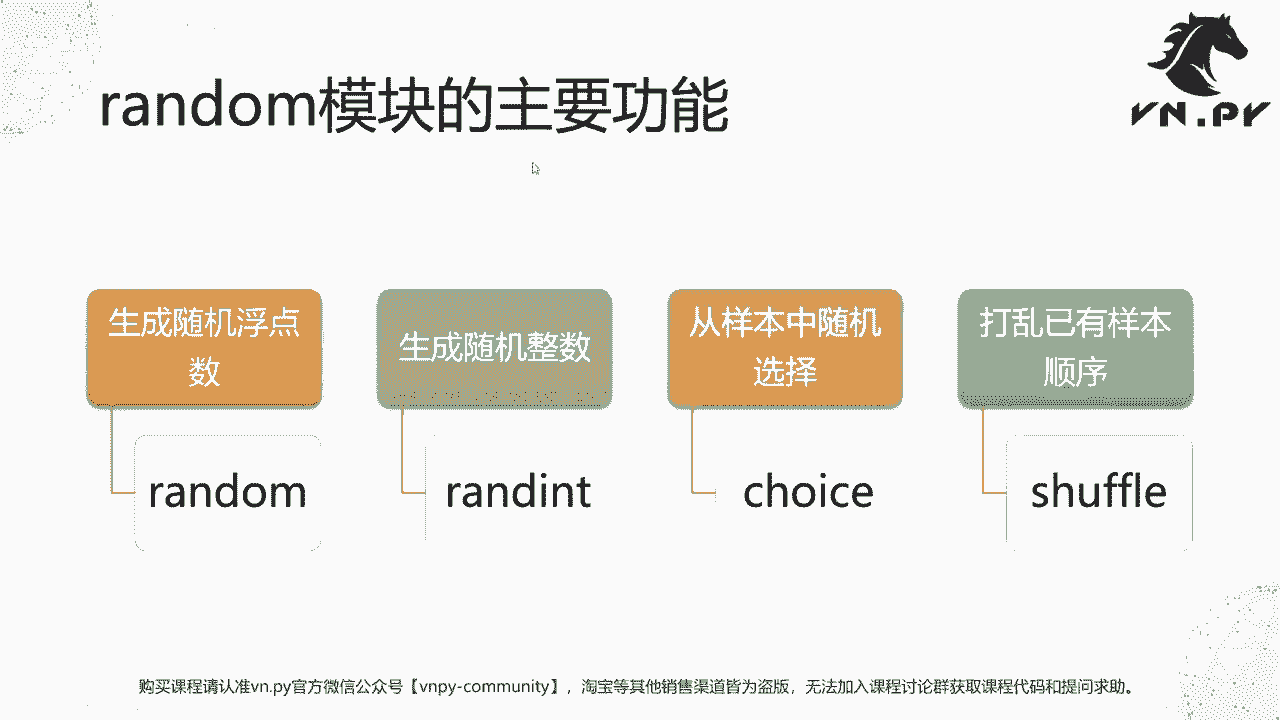 random模块的主要功能
VN.PY
生成随机浮点
数
生成随机整数
从样本中随机
选择
打乱已有样本
顺序
random
randint
choice
shuffle
购买课程请认准vn.py官方微信公众号【vnpy-community】，淘宝等其他销售渠道皆为盗版，无法加入课程讨论群获取课程代码和提问求助。